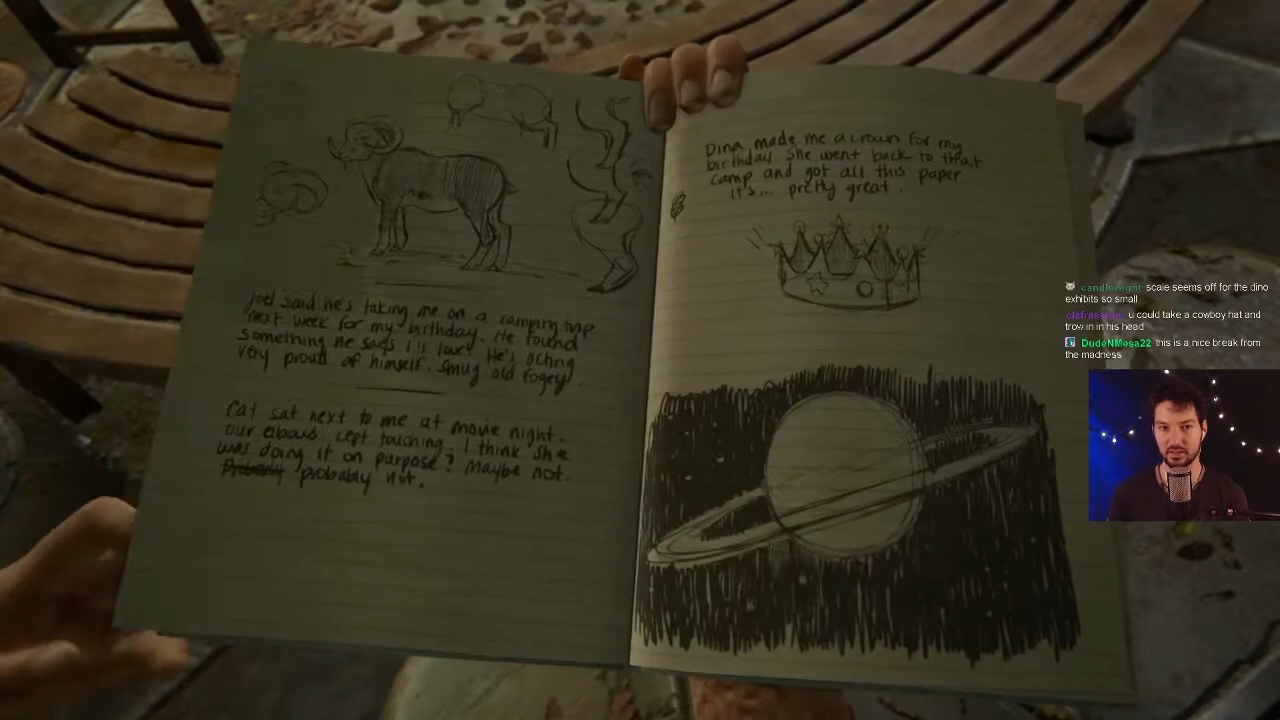 Joel said he's taking me on a camping trip
next week for my birthday. He found
something he says I'll love. He's acting
very proud of himself. Smug old fogey.
Cat sat next to me at movie night.
Our elbows kept touching. I think she
was doing it on purpose? Maybe not.
Probably probably not.
Dina made me a crown for my
birthday. She went back to that
camp and got all this paper
It's... pretty great.
candlenight scale seems off for the dino
exhibits so small
u could take a cowboy hat and
trow in in his head
DudeNMesa22 this is a nice break from
the madness